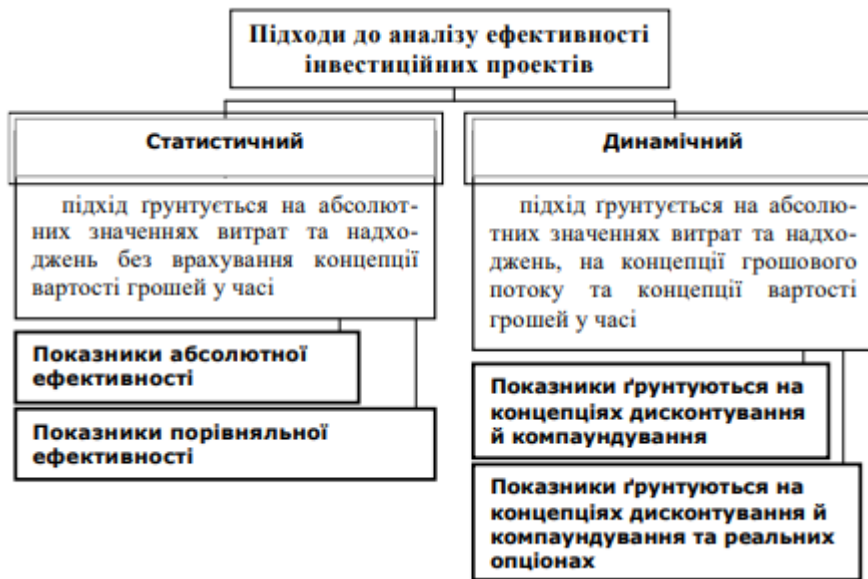 Підходи до аналізу ефективності
інвестиційних проектів
Статистичний
підхід ґрунтується на абсолют-
них значеннях витрат та надхо-
джень без врахування концепції
вартості грошей у часі
Показники абсолютної
ефективності
Показники порівняльної
ефективності
Динамічний
підхід ґрунтується на абсолю-
тних значеннях витрат та надхо-
джень, на концепції грошового
потоку та концепції вартості
грошей у часі
Показники ґрунтуються на
концепціях дисконтування
й компаундування
Показники ґрунтуються на
концепціях дисконтування й
компаундування та реальних
опціонах